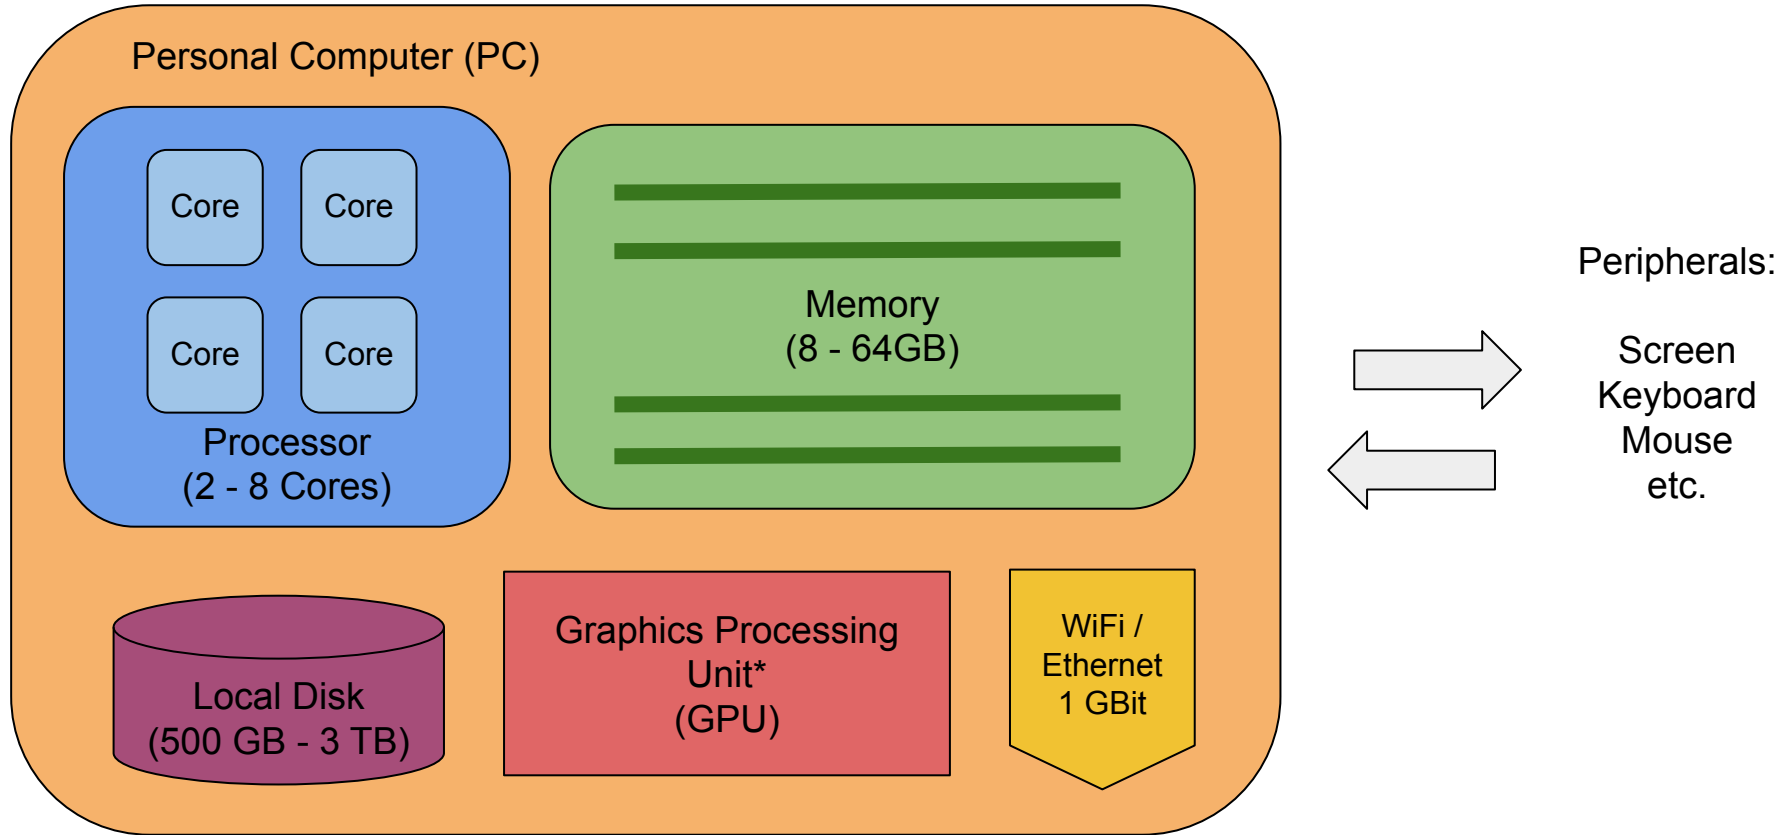 Personal Computer (PC)
Core
Core
Core
Core
Processor
(2 - 8 Cores)
Memory
(8 - 64GB)
Local Disk
(500 GB - 3 TB)
Graphics Processing
Unit*
(GPU)
WiFi /
Ethernet
1 GBit
Peripherals:
Screen
Keyboard
Mouse
etc.